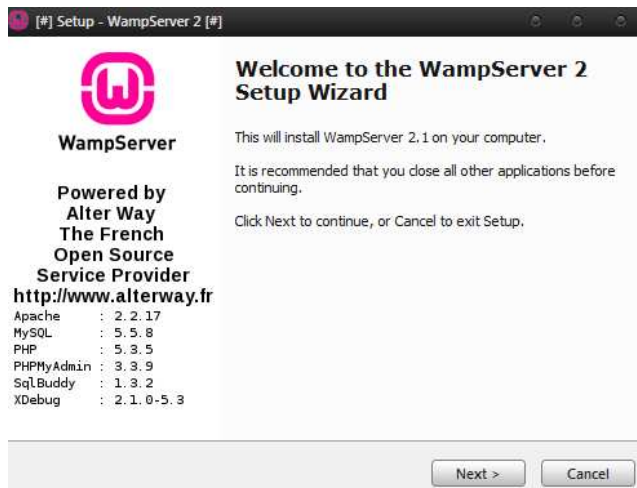 [#] Setup - WampServer 2 [#]
WampServer
Powered by
Alter Way
The French
Open Source
Service Provider
http://www.alterway.fr
Apache : 2.2.17
MySQL : 5.5.8
PHP : 5.3.5
PHPMyAdmin : 3.3.9
SqlBuddy : 1.3.2
XDebug : 2.1.0-5.3
Welcome to the WampServer 2
Setup Wizard
This will install WampServer 2.1 on your computer.
It is recommended that you close all other applications before
continuing.
Click Next to continue, or Cancel to exit Setup.
Next >
Cancel